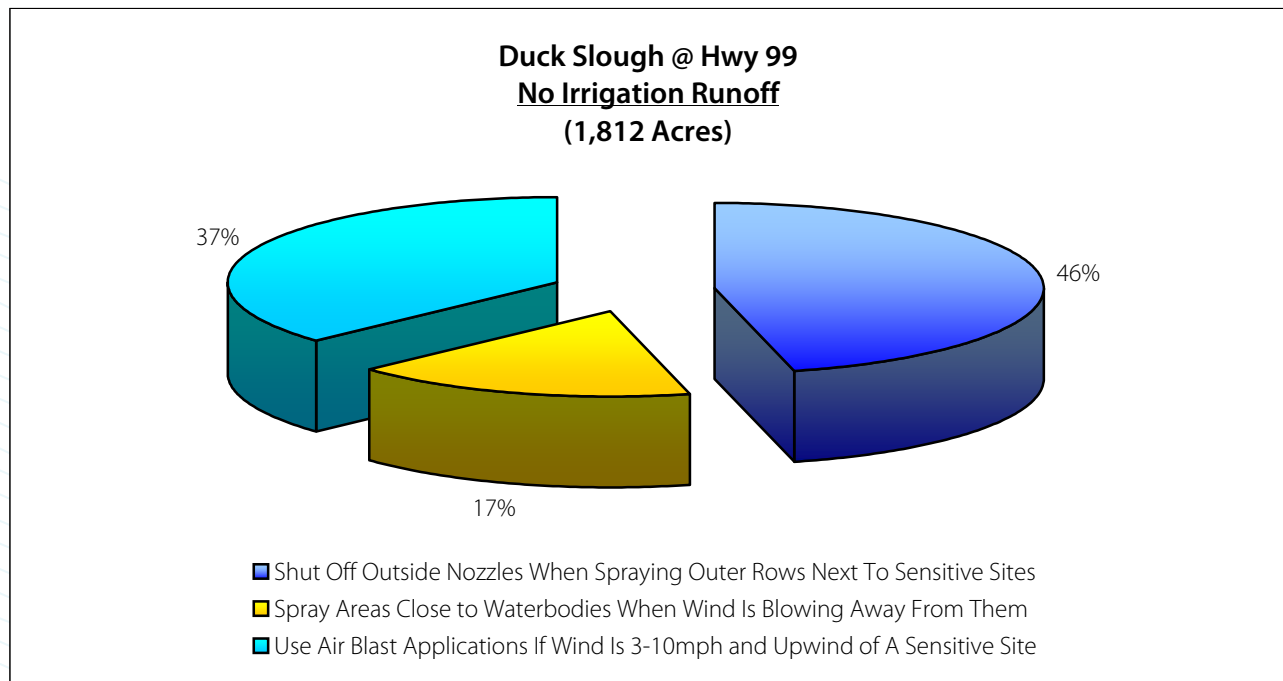 Duck Slough @ Hwy 99
No Irrigation Runoff
(1,812 Acres)
37%
46%
17%
Shut Off Outside Nozzles When Spraying Outer Rows Next To Sensitive Sites
Spray Areas Close to Waterbodies When Wind Is Blowing Away From Them
Use Air Blast Applications If Wind Is 3-10mph and Upwind of A Sensitive Site